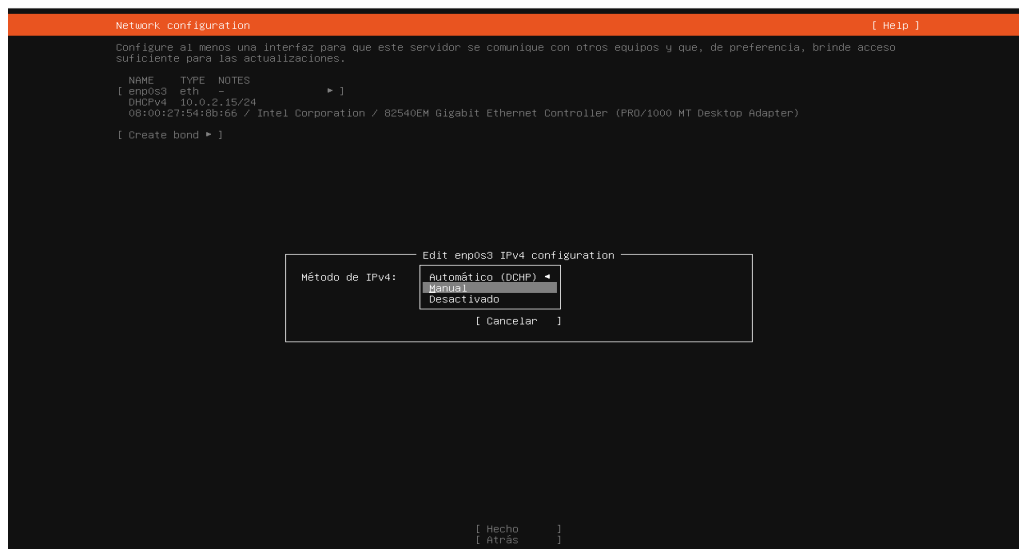 Network configuration [ Help ]
Configure al menos una interfaz para que este servidor se comunique con otros equipos y que, de preferencia, brinde acceso
suficiente para las actualizaciones.
NAME TYPE NOTES
[ enp0s3 eth – ► ]
DHCPv4 10.0.2.15/24
08:00:27:54:8b:66 / Intel Corporation / 82540EM Gigabit Ethernet Controller (PRO/1000 MT Desktop Adapter)
[ Create bond ► ]
Edit enp0s3 IPv4 configuration
Método de IPv4: Automático (DCHP) ◄
Manual
Desactivado
[ Cancelar ]
[ Hecho ]
[ Atrás ]